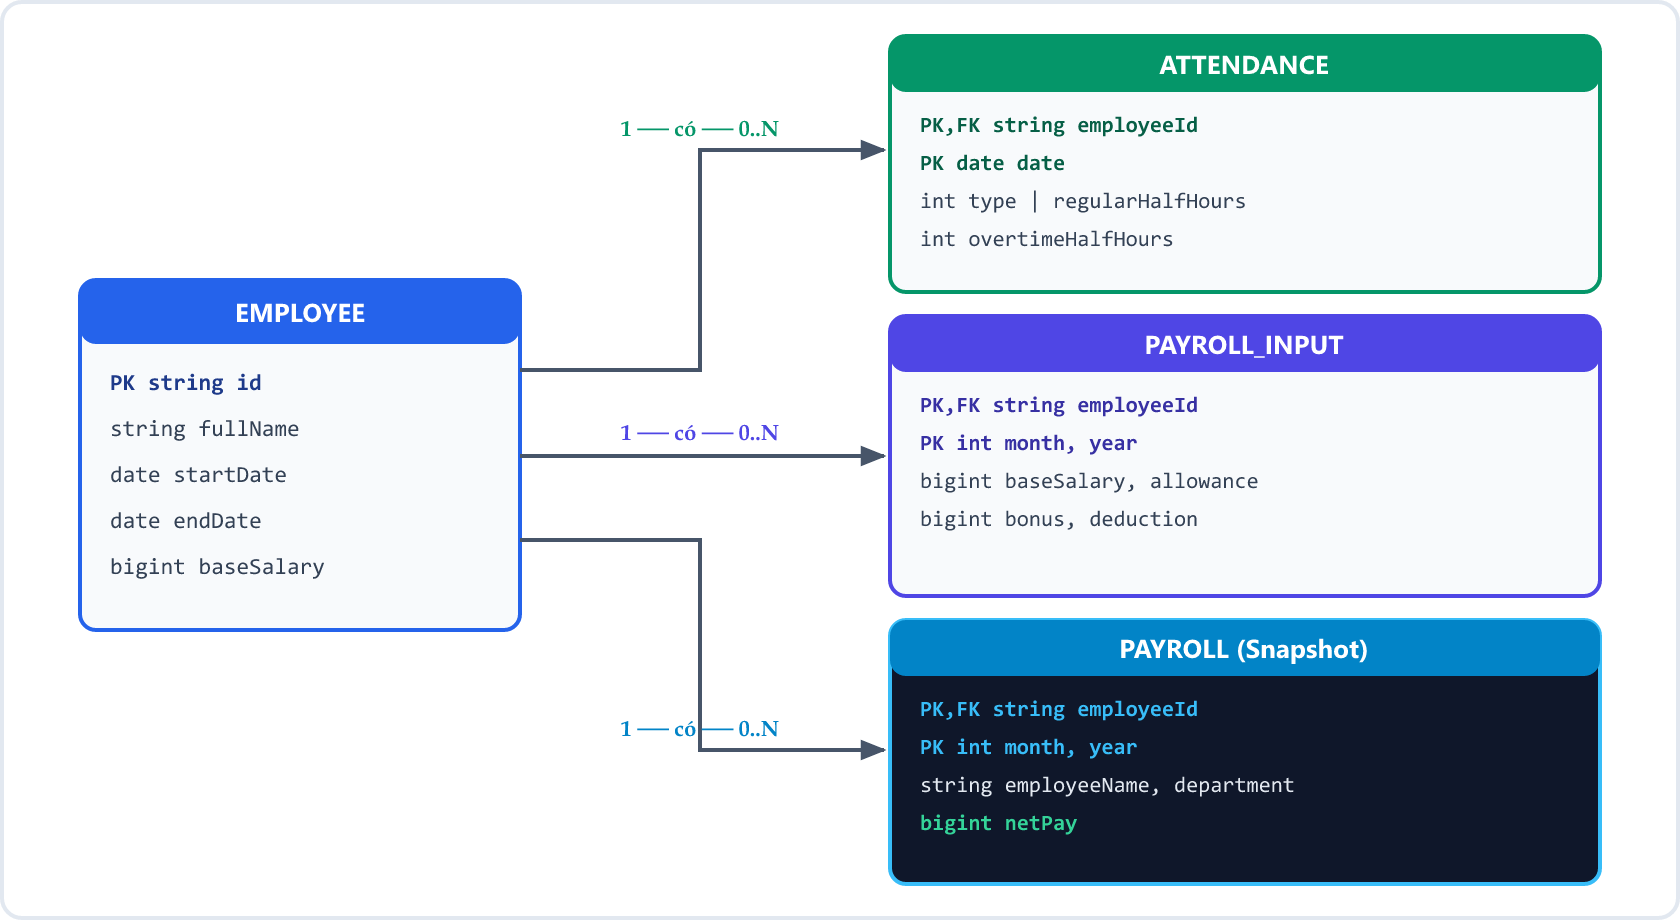 EMPLOYEE
PK string id
string fullName
date startDate
date endDate
bigint baseSalary
1 — có — 0..N
ATTENDANCE
PK,FK string employeeId
PK date date
int type | regularHalfHours
int overtimeHalfHours
1 — có — 0..N
PAYROLL_INPUT
PK,FK string employeeId
PK int month, year
bigint baseSalary, allowance
bigint bonus, deduction
1 — có — 0..N
PAYROLL (Snapshot)
PK,FK string employeeId
PK int month, year
string employeeName, department
bigint netPay